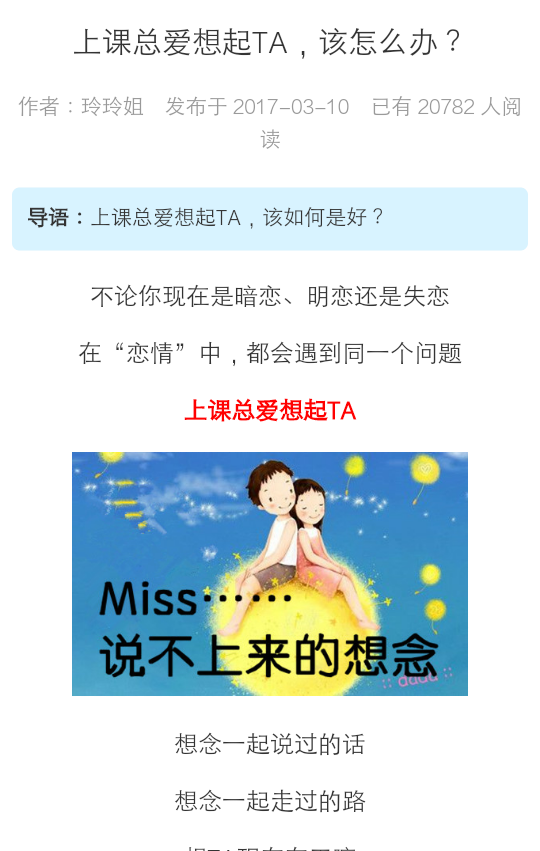 上课总爱想起TA，该怎么办？
作者：玲玲姐 发布于 2017-03-10 已有 20782 人阅
读
导语：上课总爱想起TA，该如何是好？
不论你现在是暗恋、明恋还是失恋
在“恋情”中，都会遇到同一个问题
上课总爱想起TA
Miss……
说不上来的想念
:: dudu ::
想念一起说过的话
想念一起走过的路